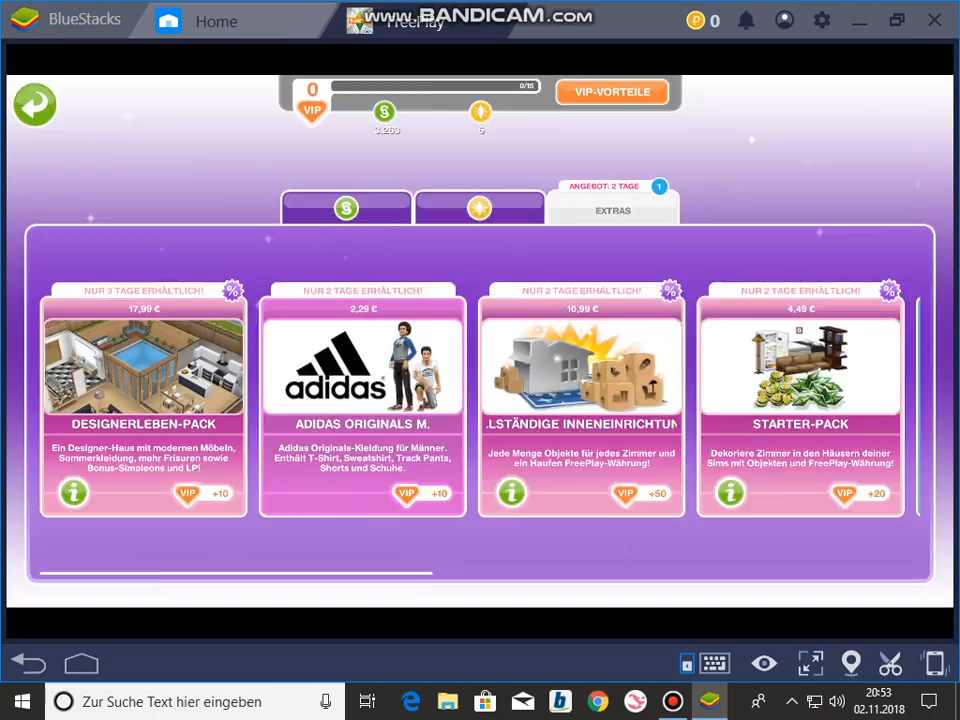 BlueStacks
Home
FreePlay
www.BANDICAM.com
0
0
VIP
0/15
VIP-VORTEILE
3.263
5
ANGEBOT: 2 TAGE
1
EXTRAS
NUR 3 TAGE ERHÄLTLICH!
%
17,99 €
DESIGNERLEBEN-PACK
Ein Designer-Haus mit modernen Möbeln,
Sommerkleidung, mehr Frisuren sowie
Bonus-Simoleons und LP!
VIP +10
NUR 2 TAGE ERHÄLTLICH!
2,29 €
adidas
ADIDAS ORIGINALS M.
Adidas Originals-Kleidung für Männer.
Enthält T-Shirt, Sweatshirt, Track Pants,
Shorts und Schuhe.
VIP +10
NUR 2 TAGE ERHÄLTLICH!
%
10,99 €
.LSTÄNDIGE INNENEINRICHTUN
Jede Menge Objekte für jedes Zimmer und
ein Haufen FreePlay-Währung!
VIP +50
NUR 2 TAGE ERHÄLTLICH!
%
4,49 €
STARTER-PACK
Dekoriere Zimmer in den Häusern deiner
Sims mit Objekten und FreePlay-Währung!
VIP +20
Zur Suche Text hier eingeben
20:53
02.11.2018